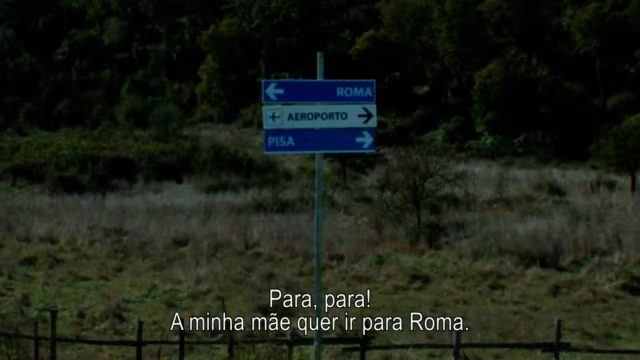 ROMA
AEROPORTO
PISA
Para, para!
A minha mãe quer ir para Roma.